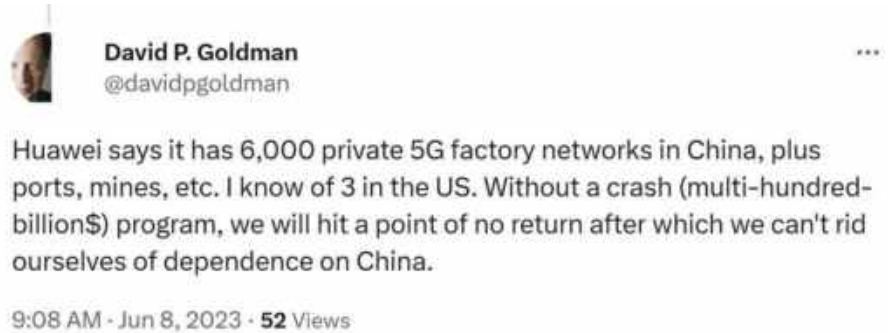 David P. Goldman
@davidpgoldman
Huawei says it has 6,000 private 5G factory networks in China, plus
ports, mines, etc. I know of 3 in the US. Without a crash (multi-hundred-
billion$) program, we will hit a point of no return after which we can't rid
ourselves of dependence on China.
9:08 AM · Jun 8, 2023 · 52 Views